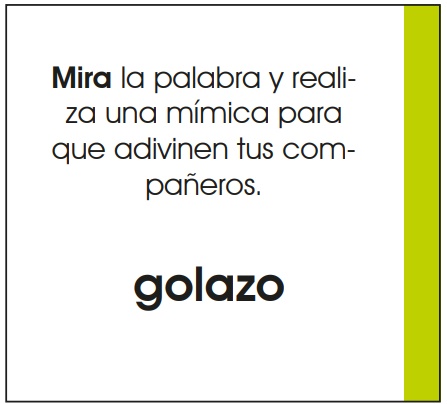 Mira la palabra y reali-
za una mímica para
que adivinen tus com-
pañeros.
golazo